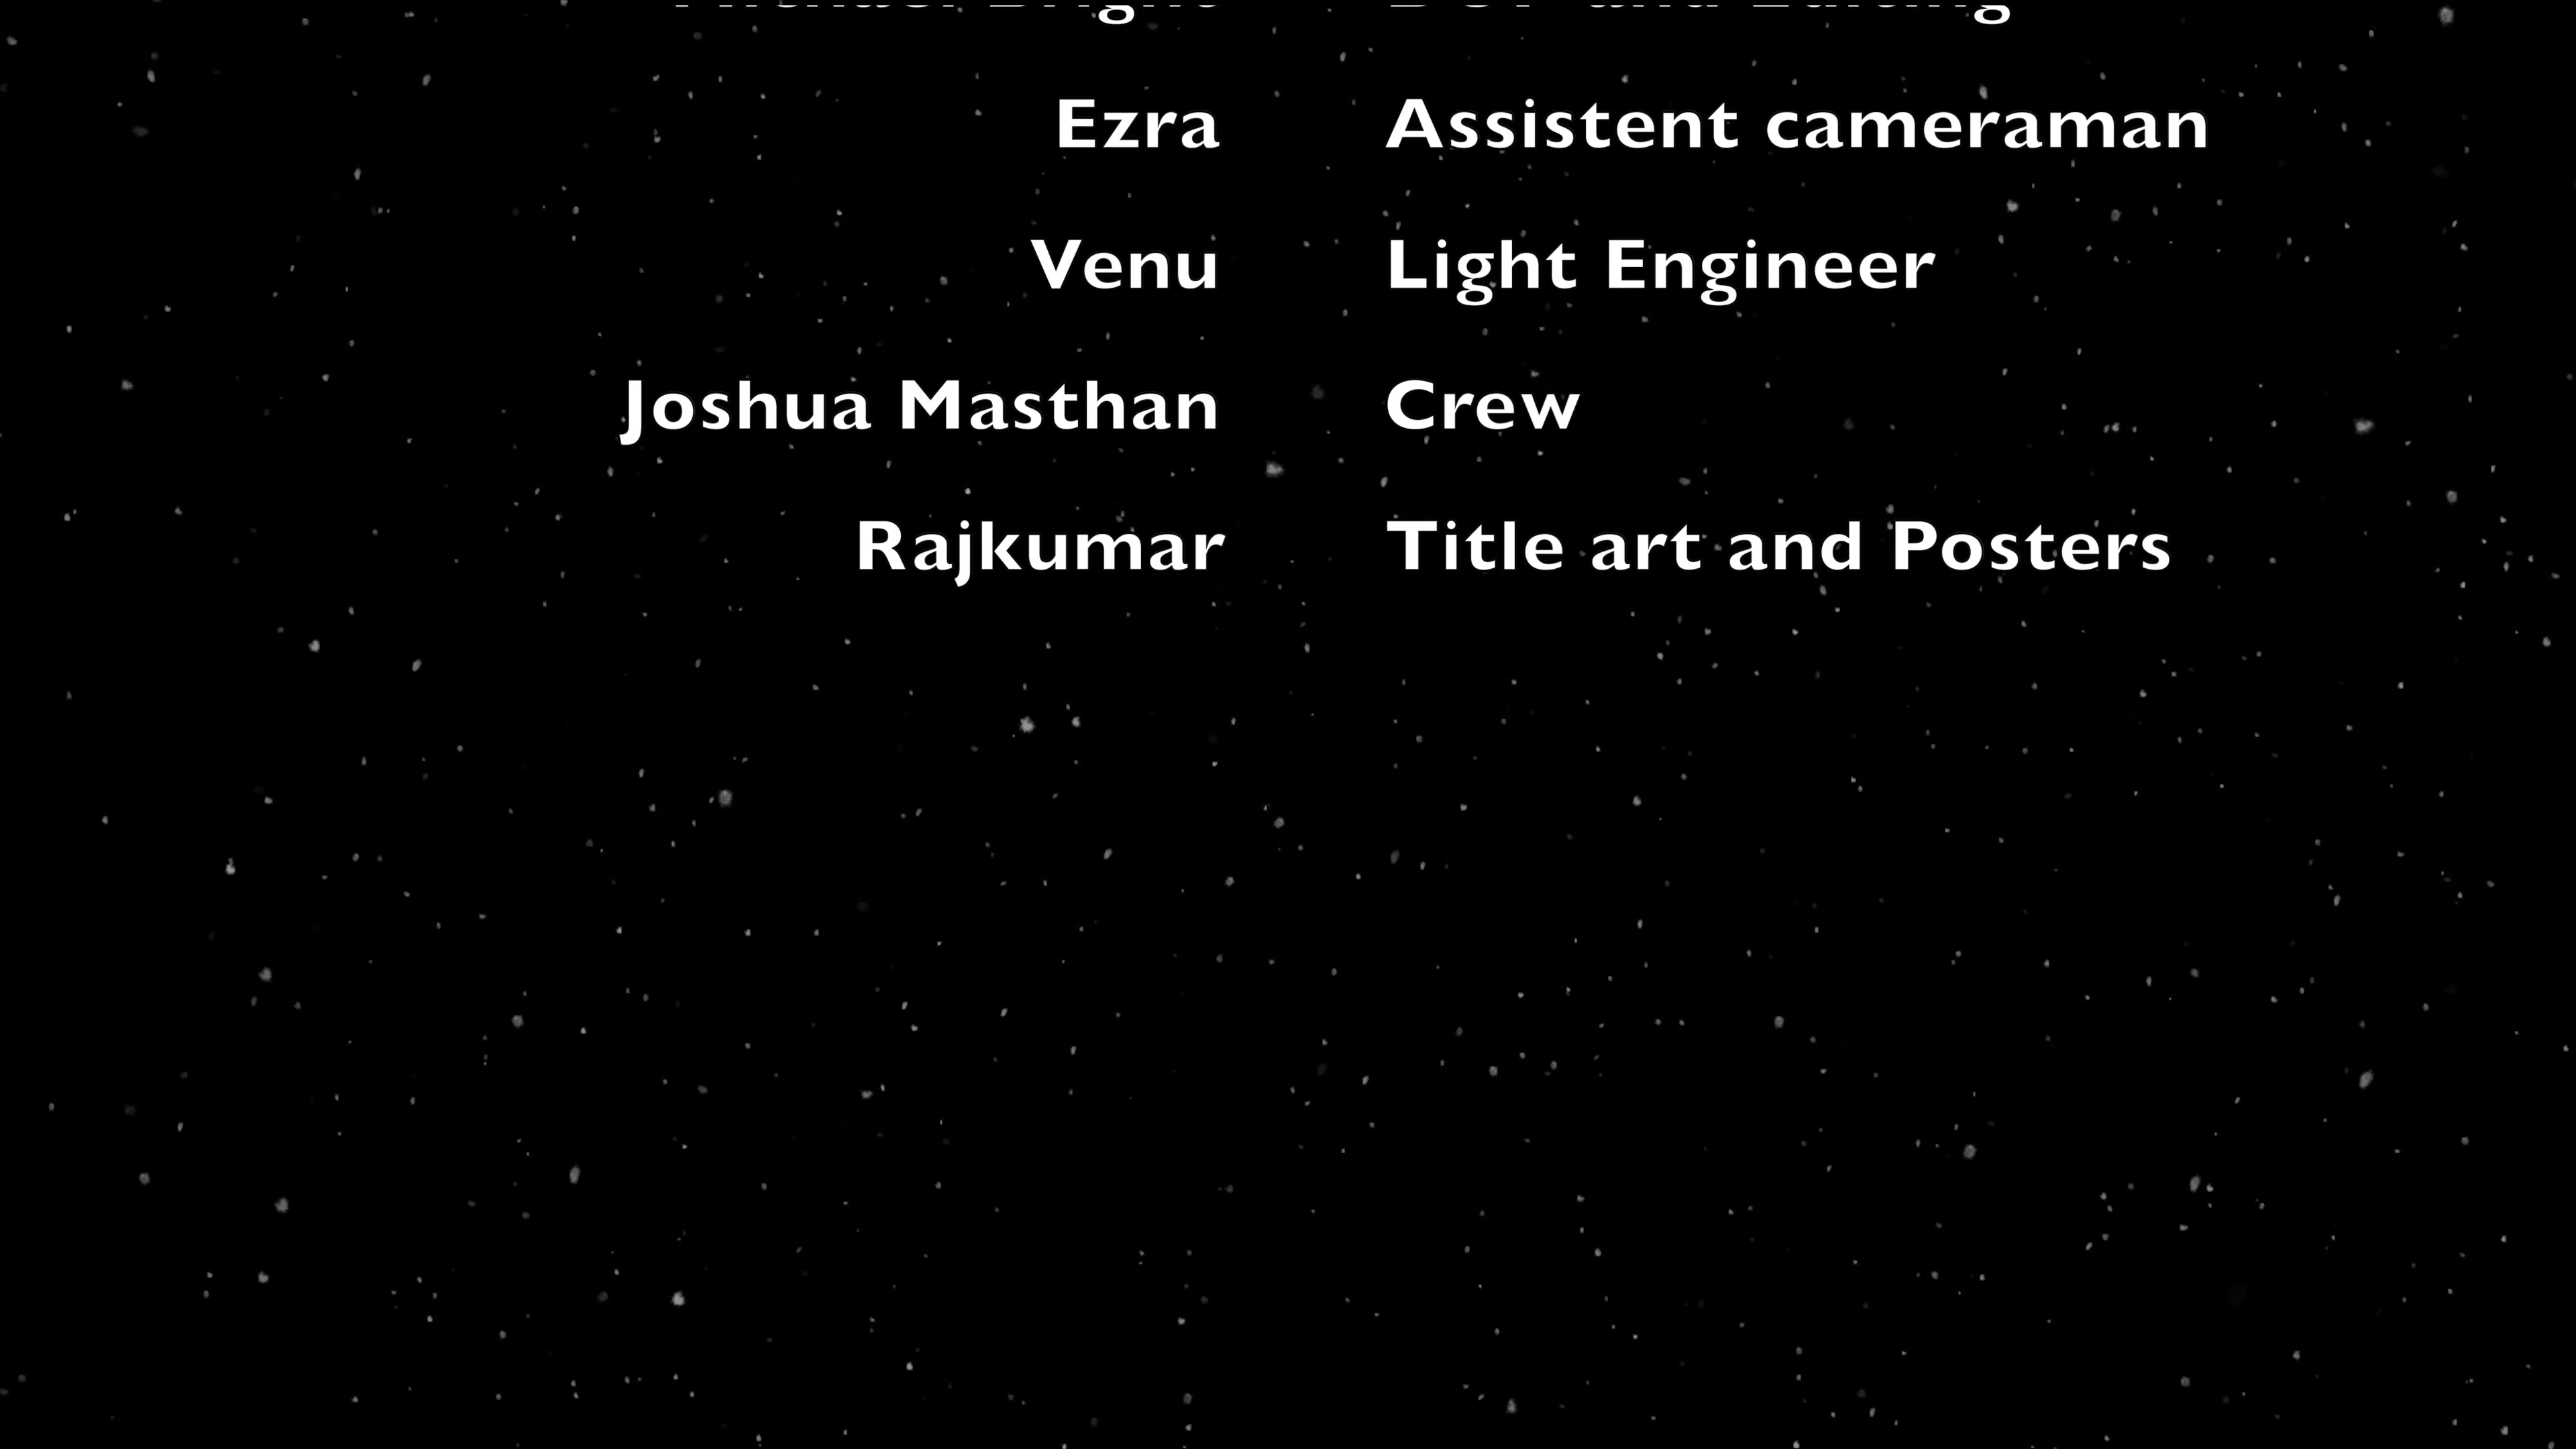 Ezra Assistent cameraman
Venu Light Engineer
Joshua Masthan Crew
Rajkumar Title art and Posters